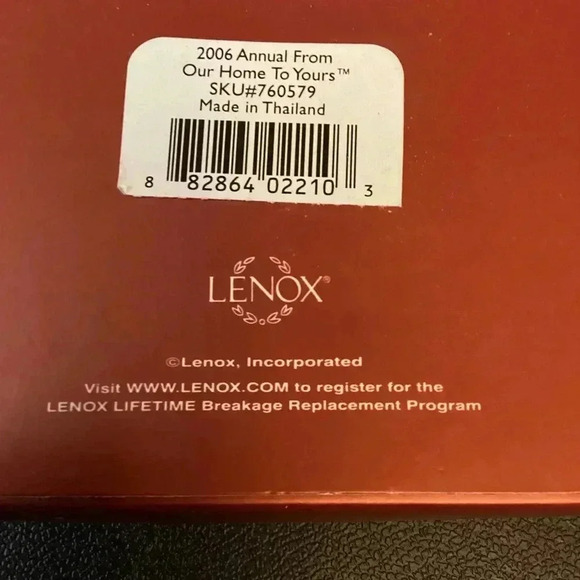 2006 Annual From
Our Home To Yours™
SKU#760579
Made in Thailand
8 82864 02210 3
LENOX®
©Lenox, Incorporated
Visit WWW.LENOX.COM to register for the
LENOX LIFETIME Breakage Replacement Program